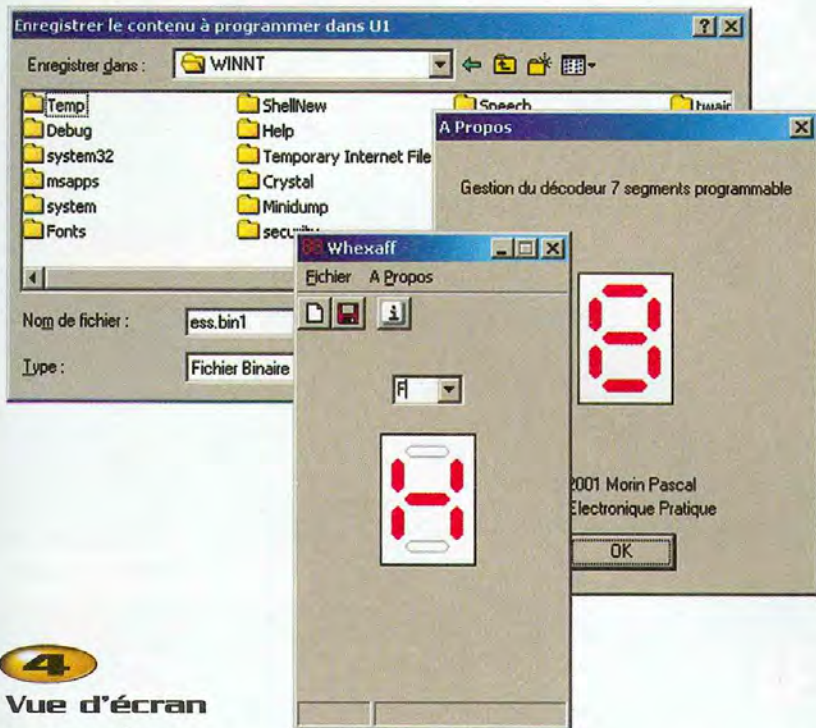 Enregistrer le contenu à programmer dans U1
Enregistrer dans :
WINNT
Temp
ShellNew
Speech
twain
Debug
Help
system32
Temporary Internet File
msapps
Crystal
system
Minidump
Fonts
security
Nom de fichier :
ess.bin1
Type :
Fichier Binaire
A Propos
Gestion du décodeur 7 segments programmable
2001 Morin Pascal
Electronique Pratique
OK
Whexaff
Fichier A Propos
F
4
Vue d'écran